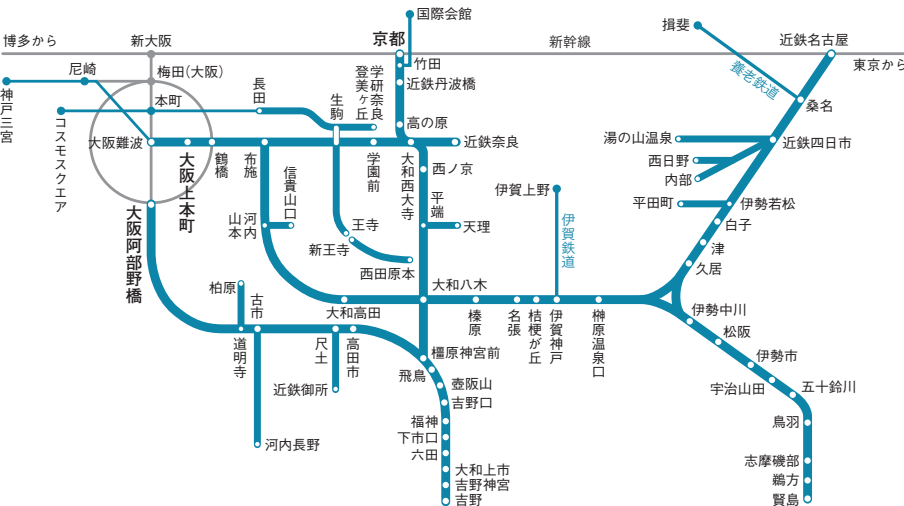 国際会館
博多から
新大阪
京都
新幹線
揖斐
近鉄名古屋
東京から
尼崎
梅田(大阪)
竹田
養老鉄道
神戸三宮
本町
長田
生駒
学研奈良
登美ヶ丘
近鉄丹波橋
桑名
コスモスクエア
高の原
大阪難波
近鉄奈良
湯の山温泉
近鉄四日市
大阪上本町
鶴橋
布施
信貴山口
学園前
大和西大寺
西ノ京
西日野
内部
伊賀上野
平田町
伊勢若松
大阪阿部野橋
河内
山本
王寺
新王寺
平端
天理
伊賀鉄道
白子
津
久居
西田原本
柏原
古市
大和高田
大和八木
榛原
名張
桔梗が丘
伊賀神戸
榊原温泉口
伊勢中川
松阪
道明寺
尺土
高田市
橿原神宮前
伊勢市
飛鳥
壺阪山
宇治山田
五十鈴川
近鉄御所
吉野口
福神
鳥羽
下市口
河内長野
六田
志摩磯部
大和上市
鵜方
吉野神宮
賢島
吉野